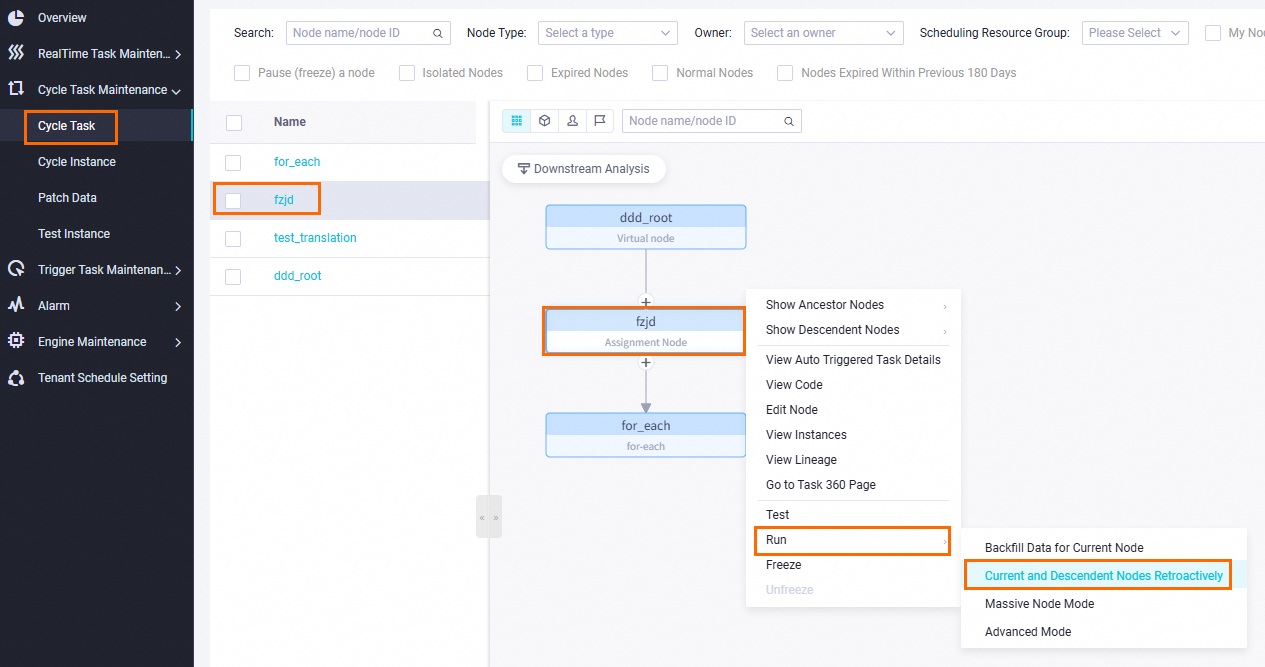 Overview
RealTime Task Mainten...
Cycle Task Maintenance
Cycle Task
Cycle Instance
Patch Data
Test Instance
Trigger Task Maintenan...
Alarm
Engine Maintenance
Tenant Schedule Setting
Search: Node name/node ID Node Type: Select a type Owner: Select an owner Scheduling Resource Group: Please Select My No
Pause (freeze) a node Isolated Nodes Expired Nodes Normal Nodes Nodes Expired Within Previous 180 Days
Name
for_each
fzjd
test_translation
ddd_root
Node name/node ID
Downstream Analysis
ddd_root
Virtual node
fzjd
Assignment Node
for_each
for-each
Show Ancestor Nodes
Show Descendent Nodes
View Auto Triggered Task Details
View Code
Edit Node
View Instances
View Lineage
Go to Task 360 Page
Test
Run
Freeze
Unfreeze
Backfill Data for Current Node
Current and Descendent Nodes Retroactively
Massive Node Mode
Advanced Mode